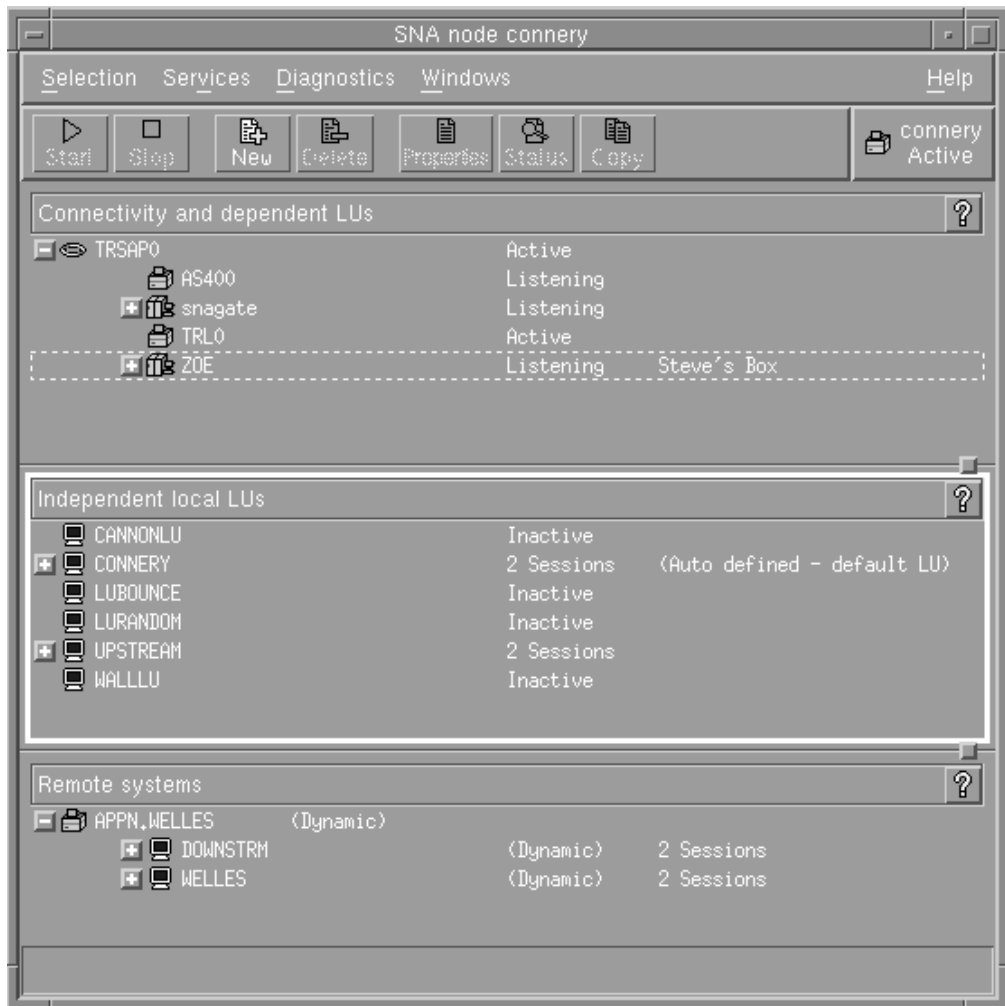 SNA node connery
Selection Services Diagnostics Windows Help
Start Stop New Delete Properties Status Copy connery Active
Connectivity and dependent LUs ?
TRSAP0 Active
AS400 Listening
snagate Listening
TRL0 Active
ZOE Listening Steve's Box
Independent local LUs ?
CANNONLU Inactive
CONNERY 2 Sessions (Auto defined - default LU)
LUBOUNCE Inactive
LURANDOM Inactive
UPSTREAM 2 Sessions
WALLLU Inactive
Remote systems ?
APPN.WELLES (Dynamic)
DOWNSTRM (Dynamic) 2 Sessions
WELLES (Dynamic) 2 Sessions